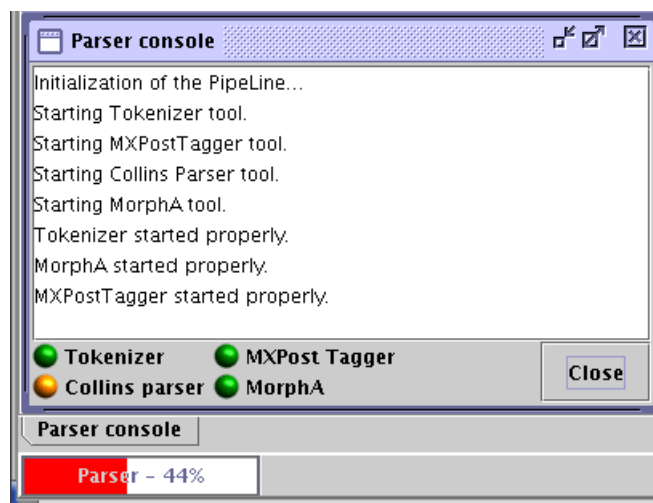 Parser console
Initialization of the PipeLine...
Starting Tokenizer tool.
Starting MXPostTagger tool.
Starting Collins Parser tool.
Starting MorphA tool.
Tokenizer started properly.
MorphA started properly.
MXPostTagger started properly.
Tokenizer MXPost Tagger
Collins parser MorphA
Close
Parser console
Parser - 44%